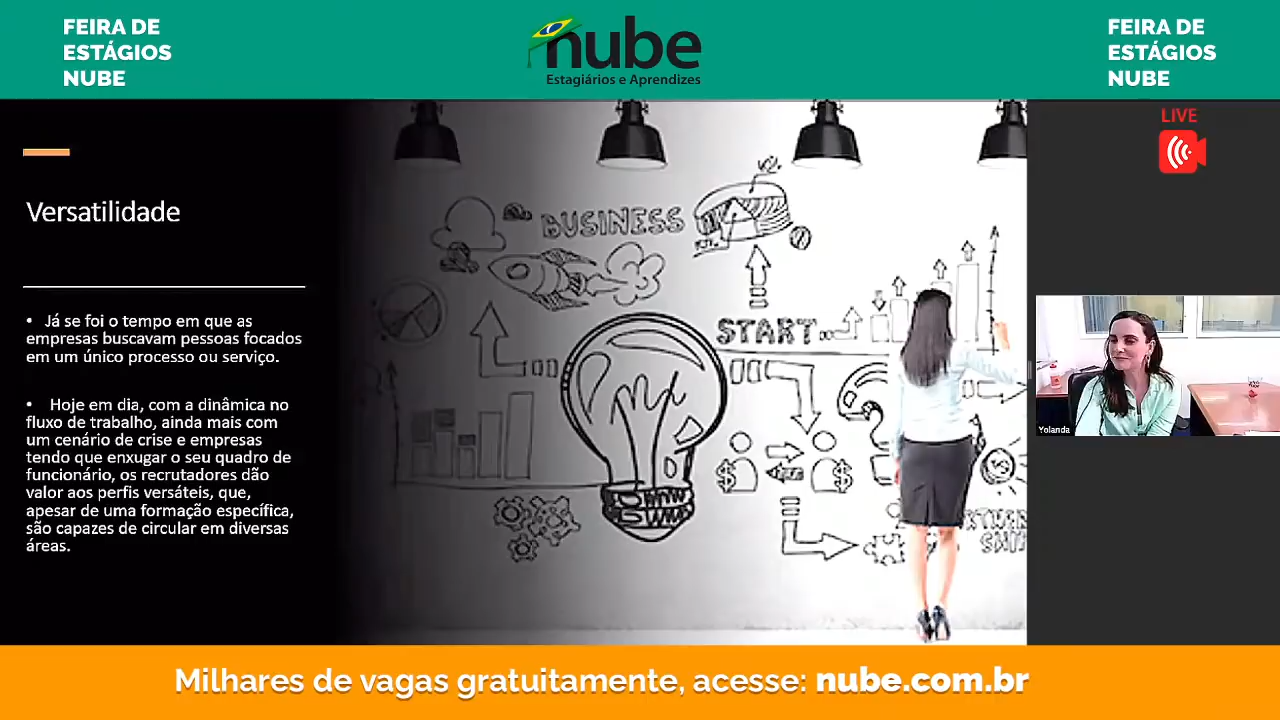 FEIRA DE
ESTÁGIOS
NUBE
nube
Estagiários e Aprendizes
FEIRA DE
ESTÁGIOS
NUBE
LIVE
Versatilidade
• Já se foi o tempo em que as
empresas buscavam pessoas focados
em um único processo ou serviço.
• Hoje em dia, com a dinâmica no
fluxo de trabalho, ainda mais com
um cenário de crise e empresas
tendo que enxugar o seu quadro de
funcionário, os recrutadores dão
valor aos perfis versáteis, que,
apesar de uma formação específica,
são capazes de circular em diversas
áreas.
BUSINESS
START...
Yolanda
Milhares de vagas gratuitamente, acesse: nube.com.br